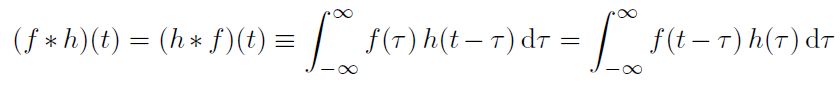 (f ∗ h)(t) = (h ∗ f)(t) ≡ ∫_{−∞}^{∞} f(τ) h(t − τ) dτ = ∫_{−∞}^{∞} f(t − τ) h(τ) dτ